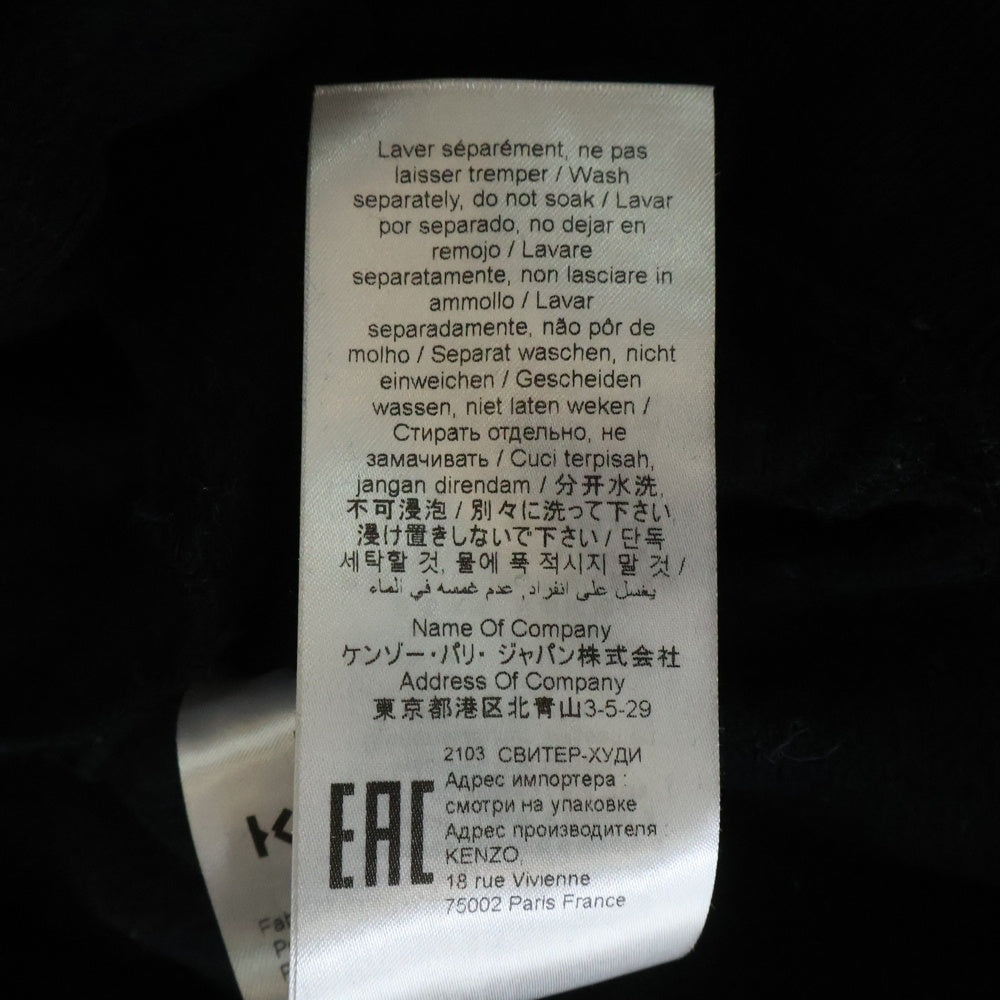 Laver séparément, ne pas
laisser tremper / Wash
separately, do not soak / Lavar
por separado, no dejar en
remojo / Lavare
separatamente, non lasciare in
ammollo / Lavar
separadamente, não pôr de
molho / Separat waschen, nicht
einweichen / Gescheiden
wassen, niet laten weken /
Стирать отдельно, не
замачивать / Cuci terpisah,
jangan direndam / 分开水洗,
不可浸泡 / 別々に洗って下さい,
浸け置きしないで下さい / 단독
세탁할 것, 물에 푹 적시지 말 것 /
يغسل على انفراد, عدم غمسه في الماء
Name Of Company
ケンゾー・パリ・ジャパン株式会社
Address Of Company
東京都港区北青山3-5-29
EAC
2103 СВИТЕР-ХУДИ
Адрес импортера :
смотри на упаковке
Адрес производителя :
KENZO,
18 rue Vivienne
75002 Paris France
K
Fab